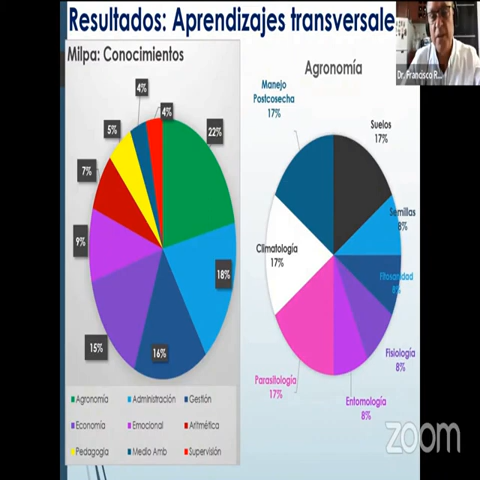 Resultados: Aprendizajes transversale
Dr. Francisco R...
Milpa: Conocimientos
4%
4%
5%
22%
7%
9%
18%
15%
16%
Agronomía
Administración
Gestión
Economía
Emocional
Aritmética
Pedagogía
Medio Amb
Supervisión
Agronomía
Manejo
Postcosecha
17%
Suelos
17%
Semillas
8%
Climatología
17%
Fitosanidad
8%
Fisiología
8%
Parasitología
17%
Entomología
8%
zoom